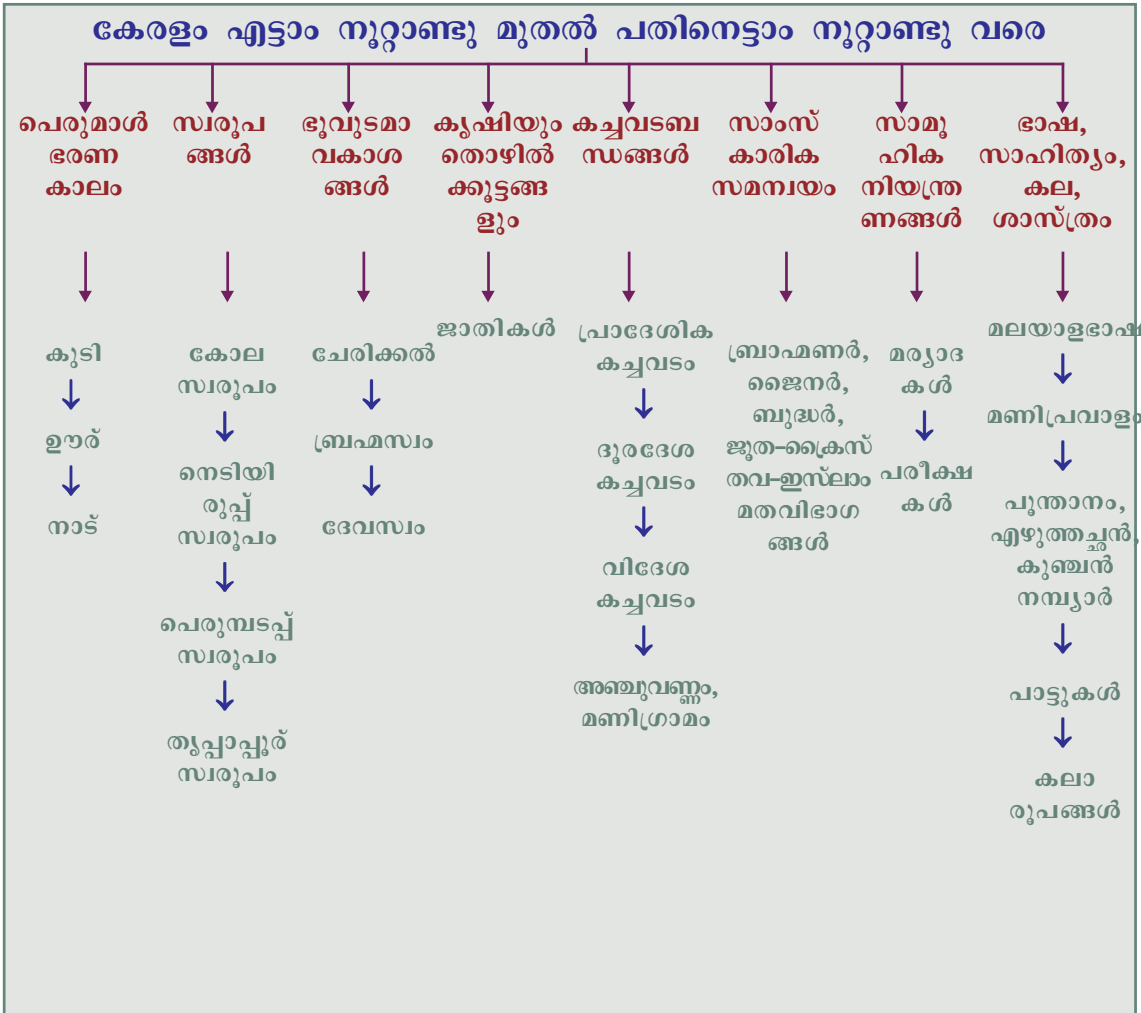 കേരളം എട്ടാം നൂറ്റാണ്ടു മുതൽ പതിനെട്ടാം നൂറ്റാണ്ടു വരെ
പെരുമാൾ
ഭരണ
കാലം
കുടി
ഊര്
നാട്
സ്വരൂപ
ങ്ങൾ
കോല
സ്വരൂപം
നെടിയി
രുപ്പ്
സ്വരൂപം
പെരുമ്പടപ്പ്
സ്വരൂപം
തൃപ്പാപ്പൂര്
സ്വരൂപം
ഭൂവുടമാ
വകാശ
ങ്ങൾ
ചേരിക്കൽ
ബ്രഹ്മസ്വം
ദേവസ്വം
കൃഷിയും
തൊഴിൽ
ക്കൂട്ടങ്ങ
ളും
ജാതികൾ
കച്ചവടബ
ന്ധങ്ങൾ
പ്രാദേശിക
കച്ചവടം
ദൂരദേശ
കച്ചവടം
വിദേശ
കച്ചവടം
അഞ്ചുവണ്ണം,
മണിഗ്രാമം
സാംസ്
കാരിക
സമന്വയം
ബ്രാഹ്മണർ,
ജൈനർ,
ബുദ്ധർ,
ജൂത-ക്രൈസ്
തവ-ഇസ്‌ലാം
മതവിഭാഗ
ങ്ങൾ
സാമൂ
ഹിക
നിയന്ത്ര
ണങ്ങൾ
മര്യാദ
കൾ
പരീക്ഷ
കൾ
ഭാഷ,
സാഹിത്യം,
കല,
ശാസ്ത്രം
മലയാളഭാഷ
മണിപ്രവാളം
പൂന്താനം,
എഴുത്തച്ഛൻ,
കുഞ്ചൻ
നമ്പ്യാർ
പാട്ടുകൾ
കലാ
രൂപങ്ങൾ